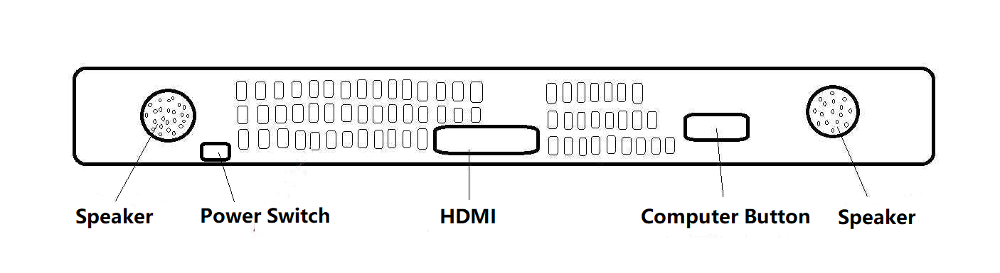 Speaker
Power Switch
HDMI
Computer Button
Speaker